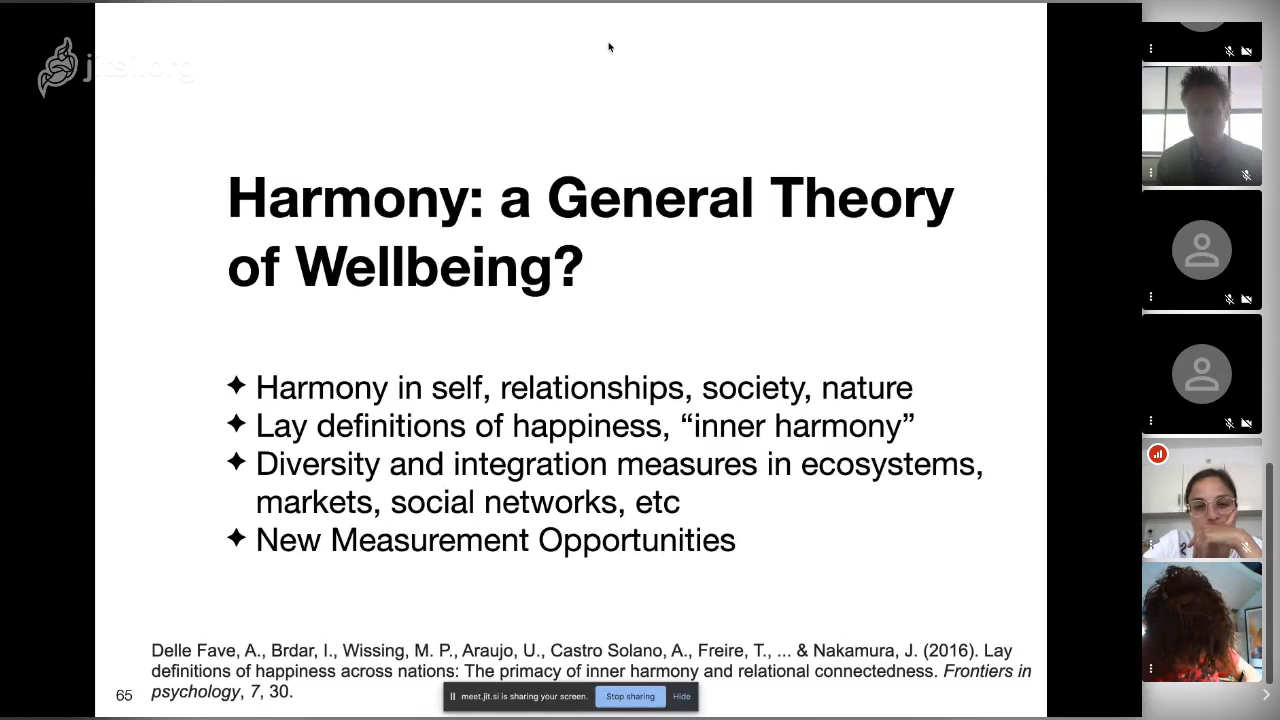 jitsi.org
Harmony: a General Theory
of Wellbeing?
✦ Harmony in self, relationships, society, nature
✦ Lay definitions of happiness, “inner harmony”
✦ Diversity and integration measures in ecosystems,
markets, social networks, etc
✦ New Measurement Opportunities
Delle Fave, A., Brdar, I., Wissing, M. P., Araujo, U., Castro Solano, A., Freire, T., ... & Nakamura, J. (2016). Lay
definitions of happiness across nations: The primacy of inner harmony and relational connectedness. Frontiers in
psychology, 7, 30.
65
meet.jit.si is sharing your screen. Stop sharing Hide